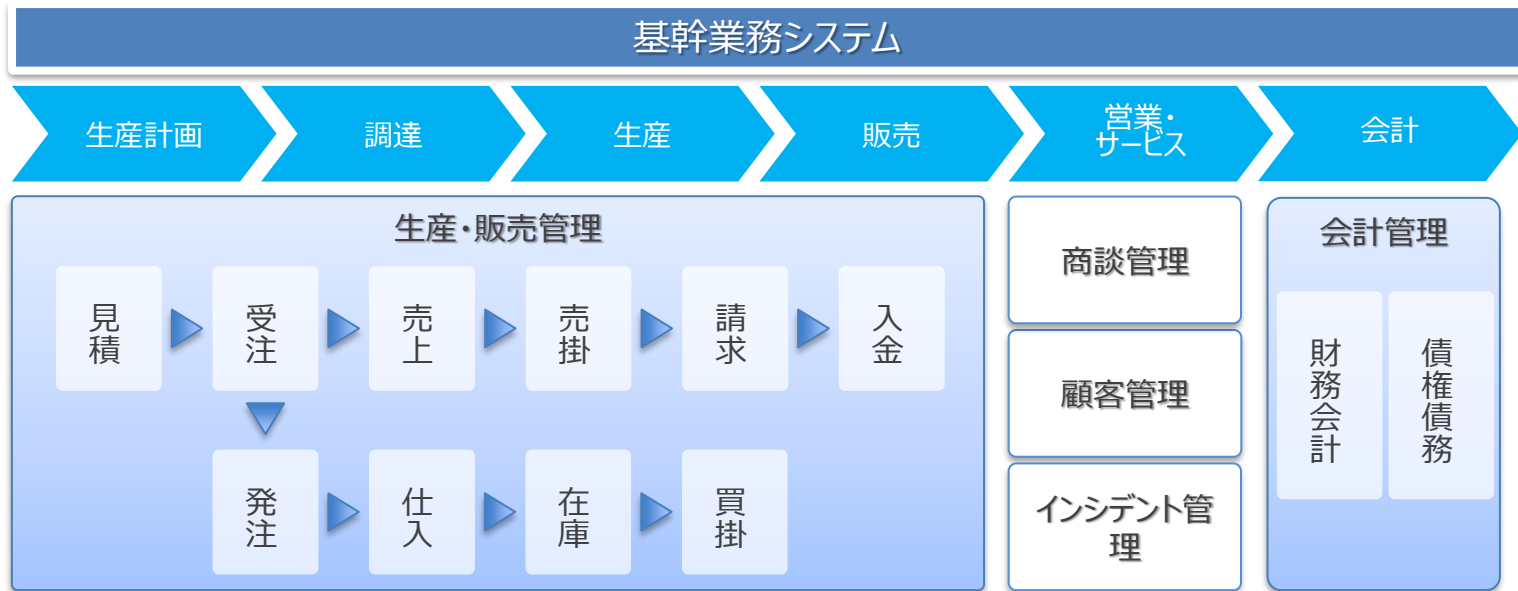 基幹業務システム
生産計画
調達
生産
販売
営業・
サービス
会計
生産・販売管理
見積
受注
売上
売掛
請求
入金
発注
仕入
在庫
買掛
商談管理
顧客管理
インシデント管
理
会計管理
財務会計
債権債務